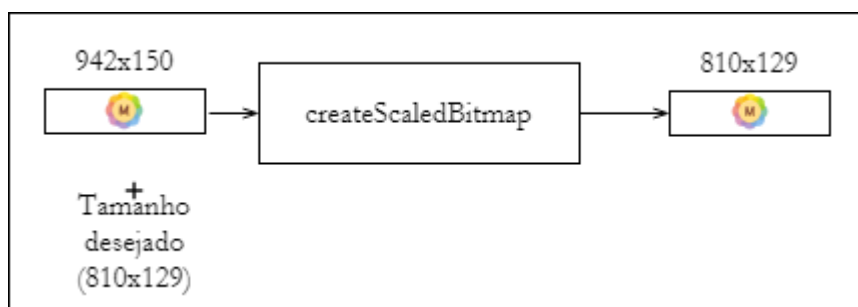 942x150
M
createScaledBitmap
810x129
M
+
Tamanho
desejado
(810x129)